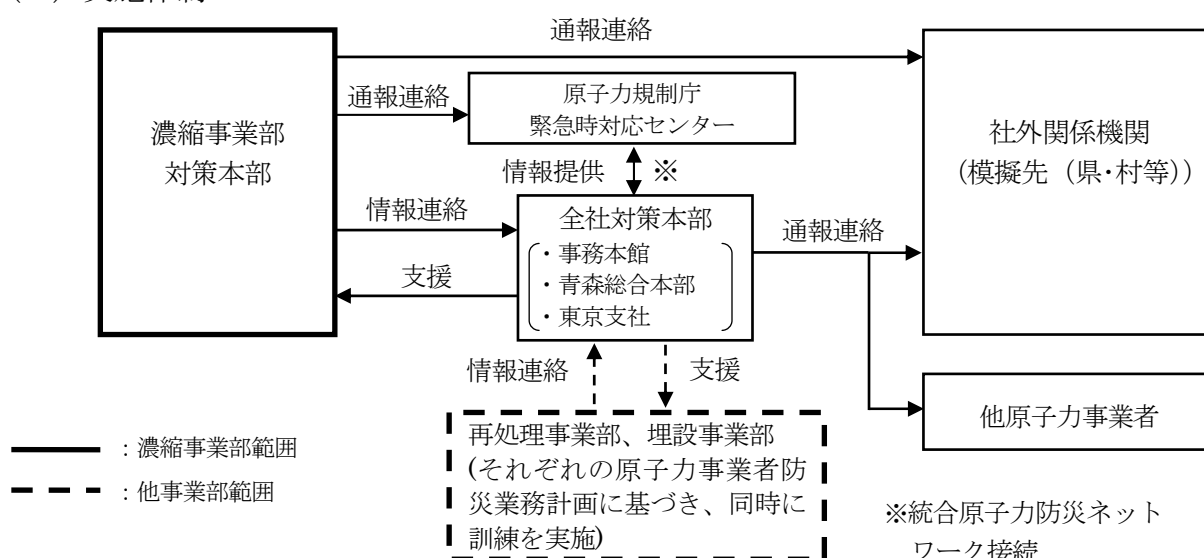 通報連絡
濃縮事業部
対策本部
通報連絡
原子力規制庁
緊急時対応センター
社外関係機関
(模擬先（県・村等）)
情報提供 ※
情報連絡
全社対策本部
・事務本館
・青森総合本部
・東京支社
通報連絡
支援
情報連絡
支援
再処理事業部、埋設事業部
(それぞれの原子力事業者防
災業務計画に基づき、同時に
訓練を実施)
他原子力事業者
：濃縮事業部範囲
：他事業部範囲
※統合原子力防災ネット
ワーク接続